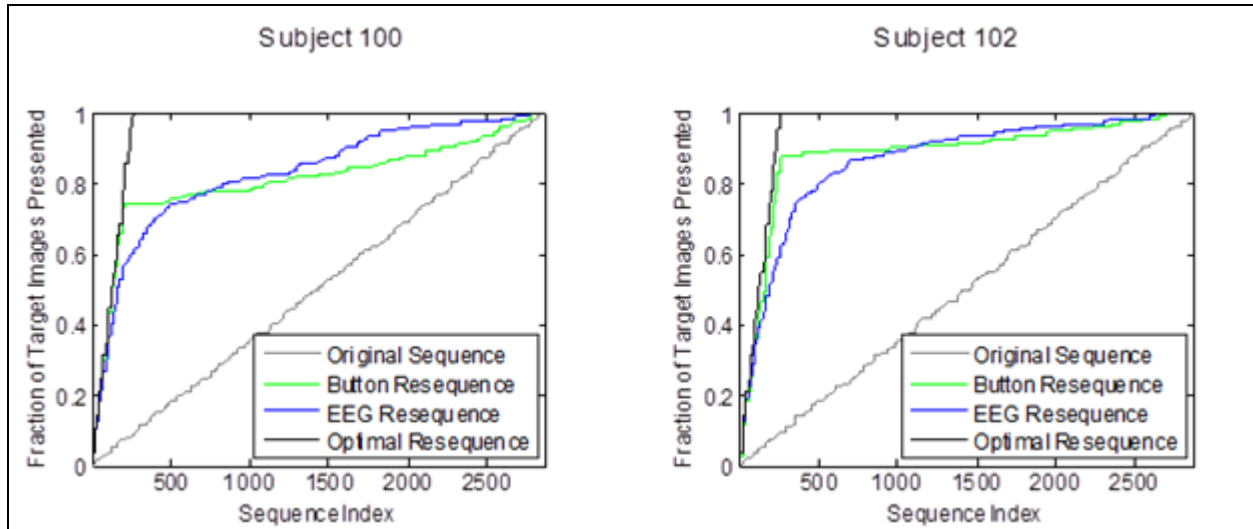 Subject 100
Fraction of Target Images Presented
1
0.8
0.6
0.4
0.2
0
Original Sequence
Button Resequence
EEG Resequence
Optimal Resequence
500 1000 1500 2000 2500
Sequence Index
Subject 102
Fraction of Target Images Presented
1
0.8
0.6
0.4
0.2
0
Original Sequence
Button Resequence
EEG Resequence
Optimal Resequence
500 1000 1500 2000 2500
Sequence Index